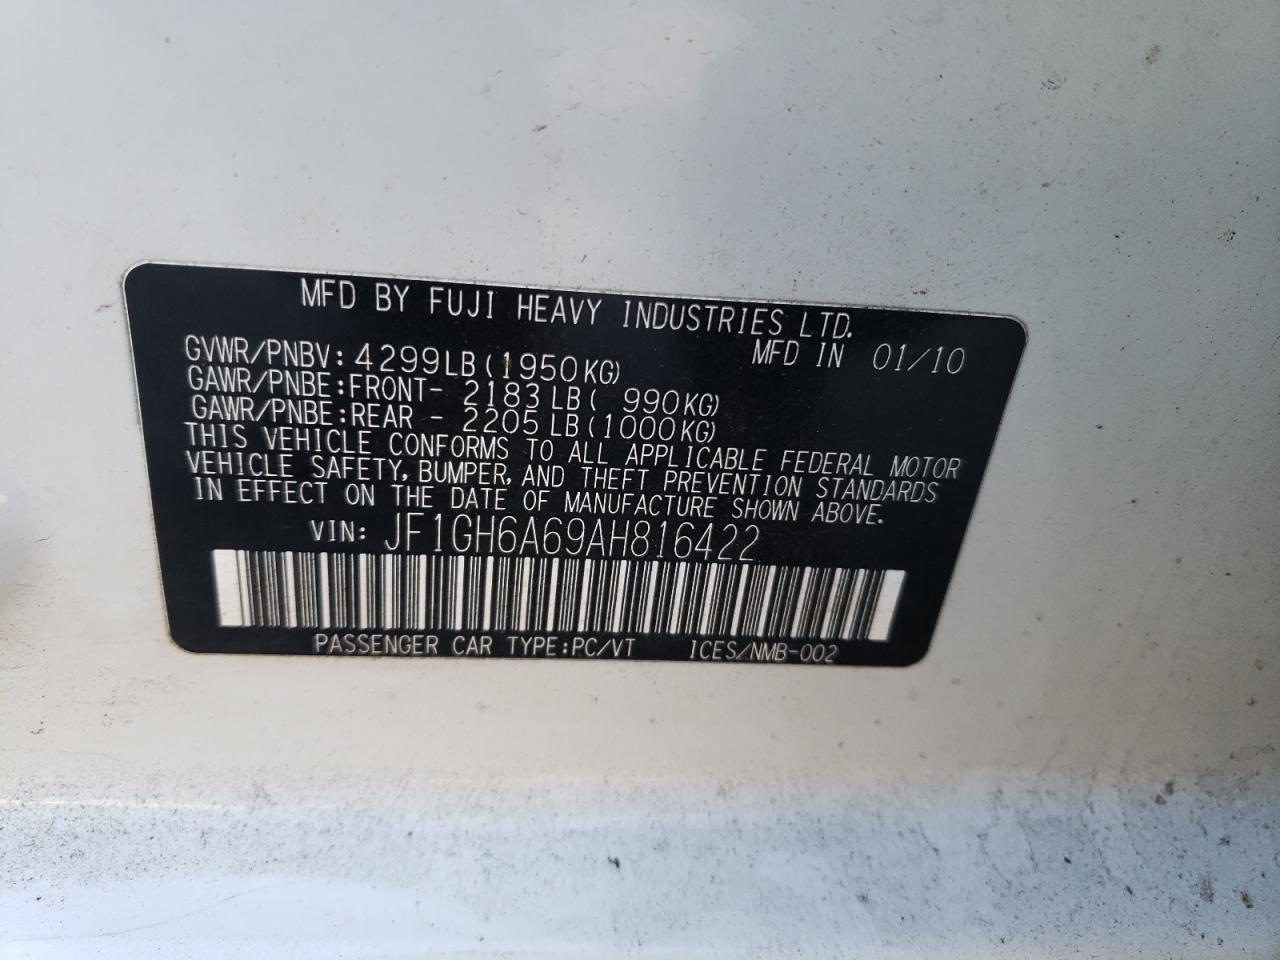 MFD BY FUJI HEAVY INDUSTRIES LTD.
MFD IN 01/10
GVWR/PNBV: 4299LB(1950KG)
GAWR/PNBE:FRONT- 2183LB( 990KG)
GAWR/PNBE:REAR - 2205LB(1000KG)
THIS VEHICLE CONFORMS TO ALL APPLICABLE FEDERAL MOTOR
VEHICLE SAFETY, BUMPER, AND THEFT PREVENTION STANDARDS
IN EFFECT ON THE DATE OF MANUFACTURE SHOWN ABOVE.
VIN: JF1GH6A69AH816422
PASSENGER CAR TYPE:PC/VT ICES/NMB-002